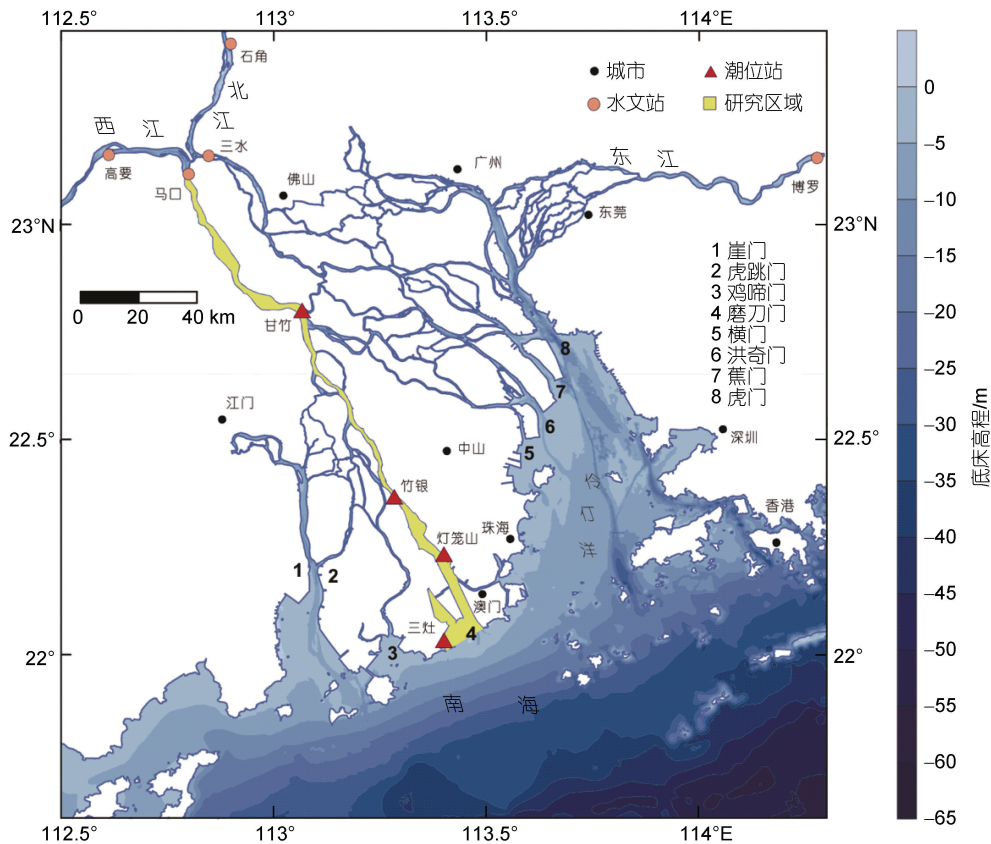 112.5°
113°
113.5°
114°E
石角
北
江
西 江
三水
高要
马口
佛山
广州
东 江
博罗
东莞
城市
潮位站
水文站
研究区域
23°N
23°N
0 20 40 km
甘竹
1 崖门
2 虎跳门
3 鸡啼门
4 磨刀门
5 横门
6 洪奇门
7 蕉门
8 虎门
8
7
6
5
江门
中山
深圳
22.5°
22.5°
竹银
伶
仃
洋
香港
灯笼山
珠海
1
2
澳门
三灶
4
3
22°
22°
南 海
112.5°
113°
113.5°
114°E
0
–5
–10
–15
–20
–25
–30
–35
–40
–45
–50
–55
–60
–65
底床高程/m